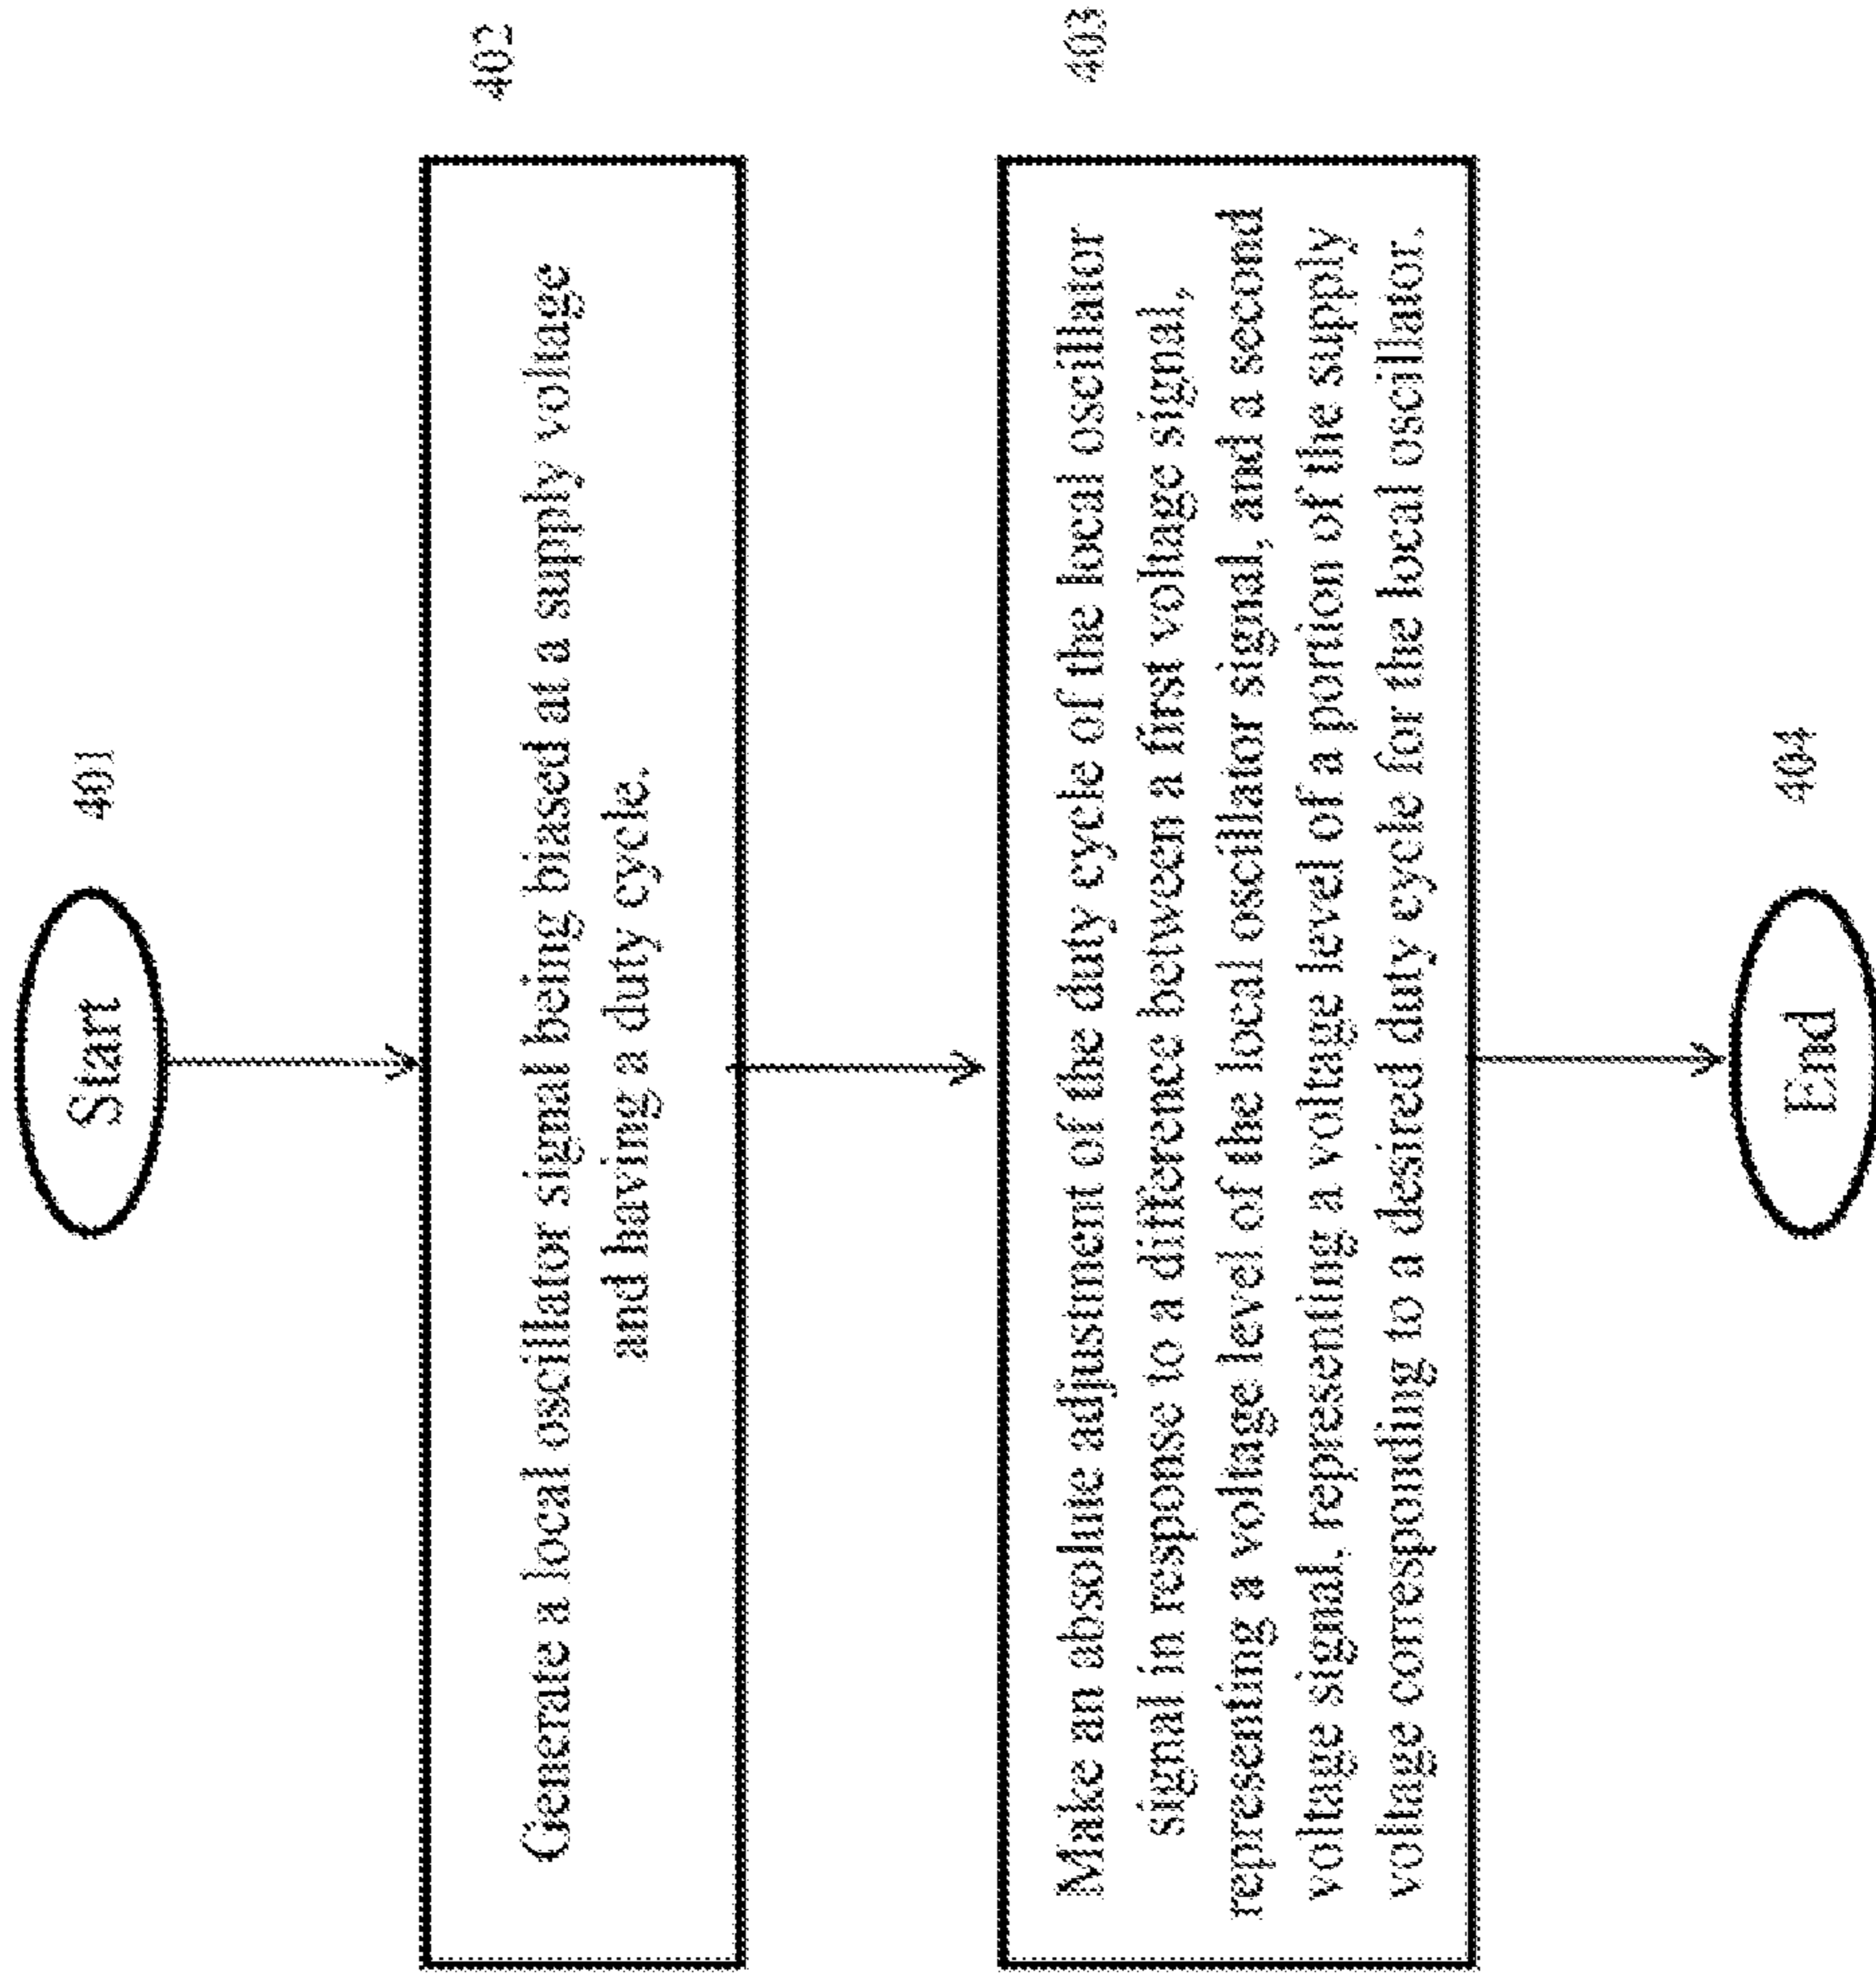 Start
401
402
Generate a local oscillator signal being biased at a supply voltage
and having a duty cycle.
403
Make an absolute adjustment of the duty cycle of the local oscillator
signal in response to a difference between a first voltage signal,
representing a voltage level of the local oscillator signal, and a second
voltage signal, representing a voltage level of a portion of the supply
voltage corresponding to a desired duty cycle for the local oscillator.
404
End